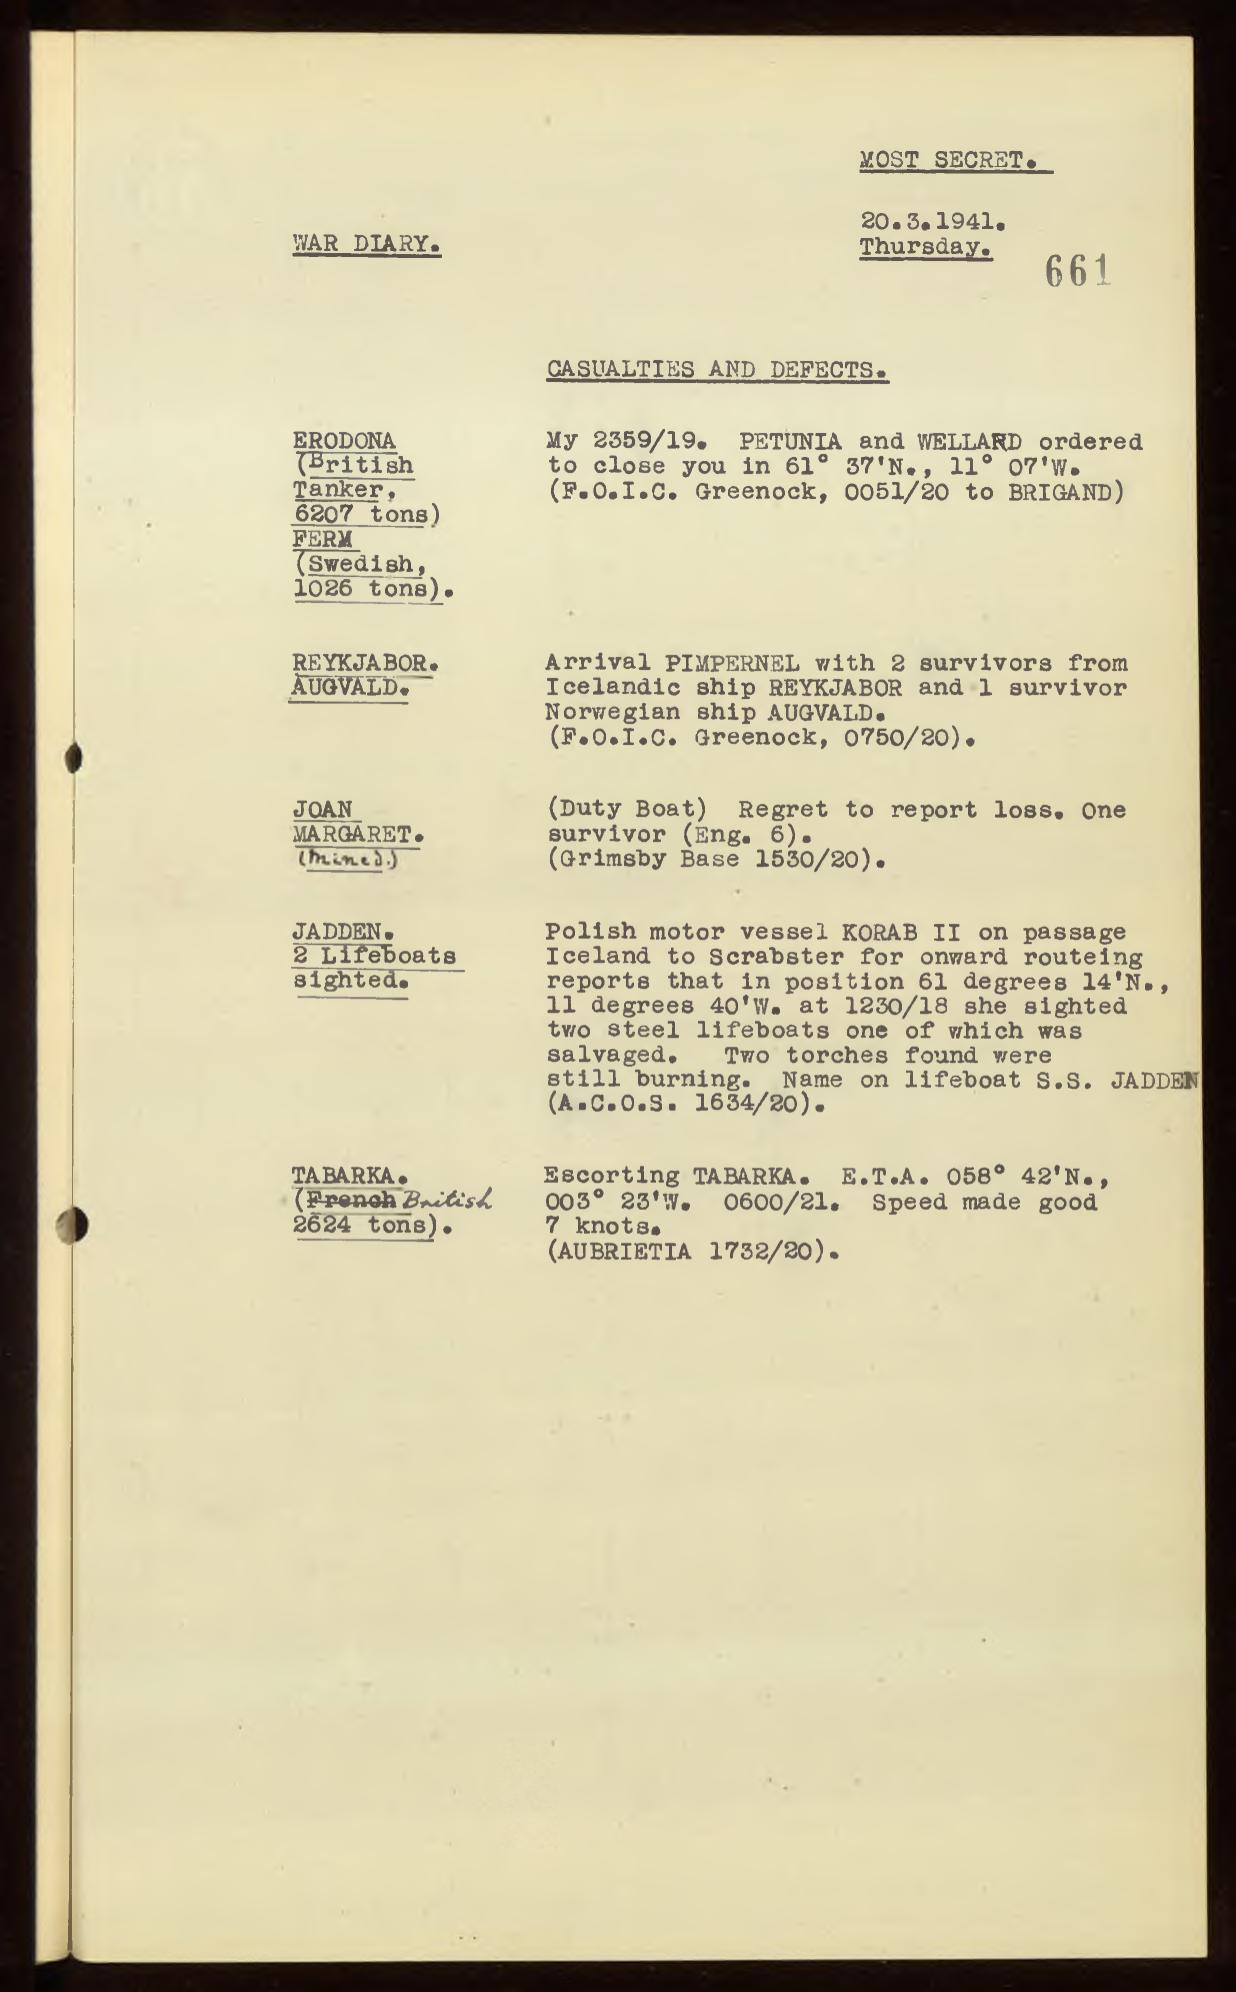 MOST SECRET.
20.3.1941.
WAR DIARY.
Thursday.
661
CASUALTIES AND DEFECTS.
ERODONA
(British
Tanker,
6207 tons)
FERM
(Swedish,
1026 tons).
My 2359/19. PETUNIA and WELLARD ordered
to close you in 61° 37'N., 11° 07'W.
(F.O.I.C. Greenock, 0051/20 to BRIGAND)
REYKJABOR.
AUGVALD.
Arrival PIMPERNEL with 2 survivors from
Icelandic ship REYKJABOR and 1 survivor
Norwegian ship AUGVALD.
(F.O.I.C. Greenock, 0750/20).
JOAN
MARGARET.
(Mined.)
(Duty Boat) Regret to report loss. One
survivor (Eng. 6).
(Grimsby Base 1530/20).
JADDEN.
2 Lifeboats
sighted.
Polish motor vessel KORAB II on passage
Iceland to Scrabster for onward routeing
reports that in position 61 degrees 14'N.,
11 degrees 40'W. at 1230/18 she sighted
two steel lifeboats one of which was
salvaged. Two torches found were
still burning. Name on lifeboat S.S. JADDEN
(A.C.O.S. 1634/20).
TABARKA.
(French British
2624 tons).
Escorting TABARKA. E.T.A. 058° 42'N.,
003° 23'W. 0600/21. Speed made good
7 knots.
(AUBRIETIA 1732/20).